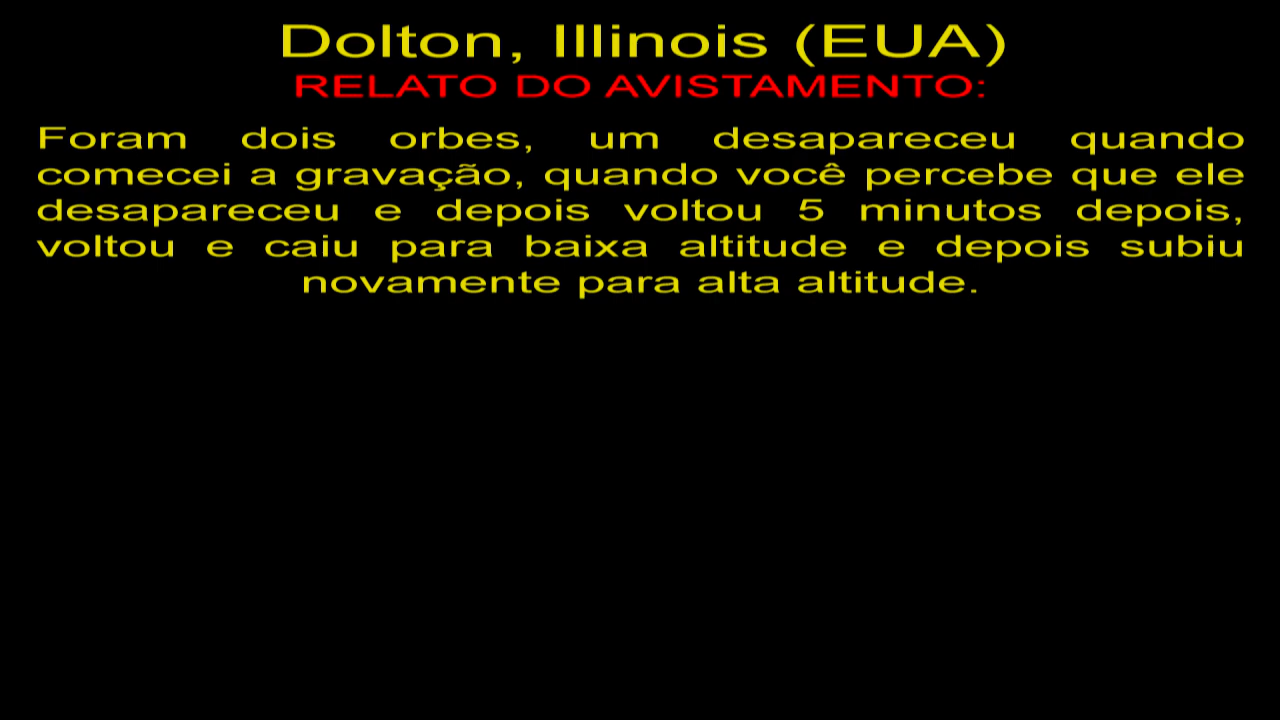 Dolton, Illinois (EUA)
RELATO DO AVISTAMENTO:
Foram dois orbes, um desapareceu quando
comecei a gravação, quando você percebe que ele
desapareceu e depois voltou 5 minutos depois,
voltou e caiu para baixa altitude e depois subiu
novamente para alta altitude.